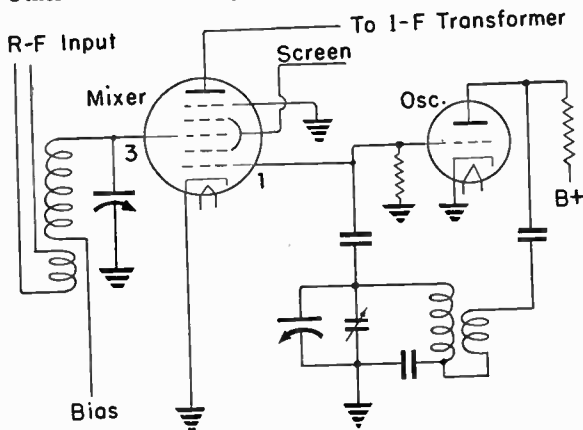 To I-F Transformer
R-F Input
Screen
Mixer
Osc.
3
1
B+
Bias